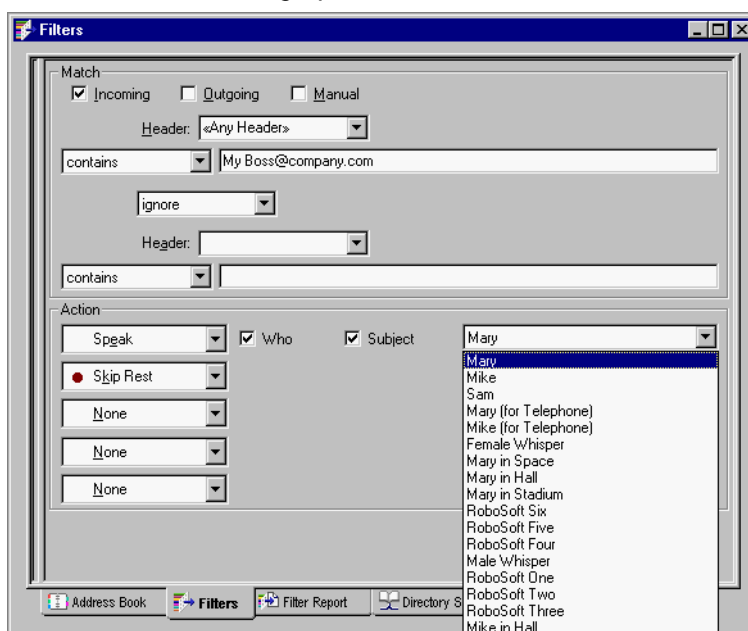 Filters
Match
Incoming Outgoing Manual
Header: «Any Header»
contains My Boss@company.com
ignore
Header:
contains
Action
Speak Who Subject Mary
Skip Rest
None
None
None
Mary
Mike
Sam
Mary (for Telephone)
Mike (for Telephone)
Female Whisper
Mary in Space
Mary in Hall
Mary in Stadium
RoboSoft Six
RoboSoft Five
RoboSoft Four
Male Whisper
RoboSoft One
RoboSoft Two
RoboSoft Three
Mike in Hall
Address Book Filters Filter Report Directory S